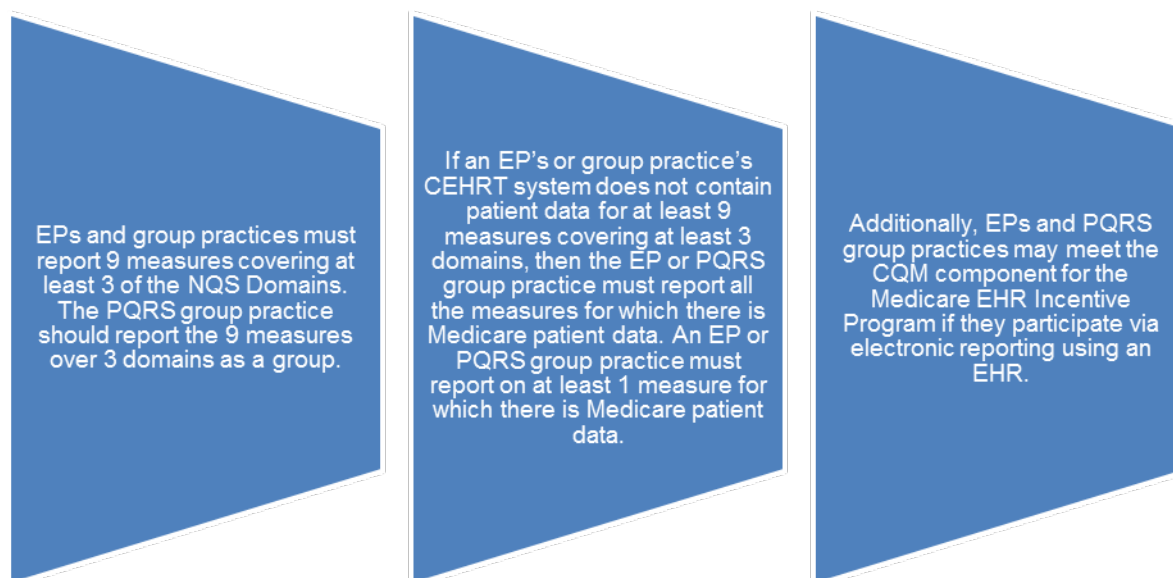 EPs and group practices must
report 9 measures covering at
least 3 of the NQS Domains.
The PQRS group practice
should report the 9 measures
over 3 domains as a group.
If an EP’s or group practice’s
CEHRT system does not contain
patient data for at least 9
measures covering at least 3
domains, then the EP or PQRS
group practice must report all
the measures for which there is
Medicare patient data. An EP or
PQRS group practice must
report on at least 1 measure for
which there is Medicare patient
data.
Additionally, EPs and PQRS
group practices may meet the
CQM component for the
Medicare EHR Incentive
Program if they participate via
electronic reporting using an
EHR.